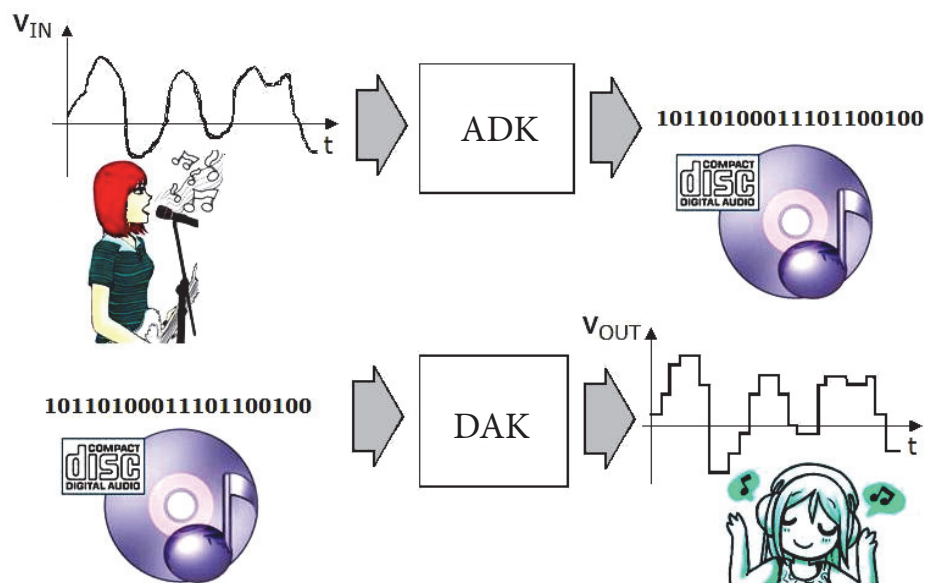 VIN
t
ADK
10110100011101100100
COMPACT
disc
DIGITAL AUDIO
VOUT
t
DAK
10110100011101100100
COMPACT
disc
DIGITAL AUDIO